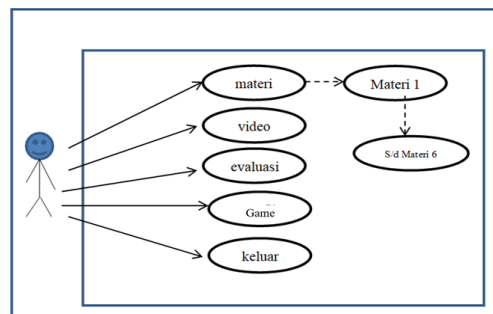 materi
Materi 1
video
S/d Materi 6
evaluasi
Game
keluar